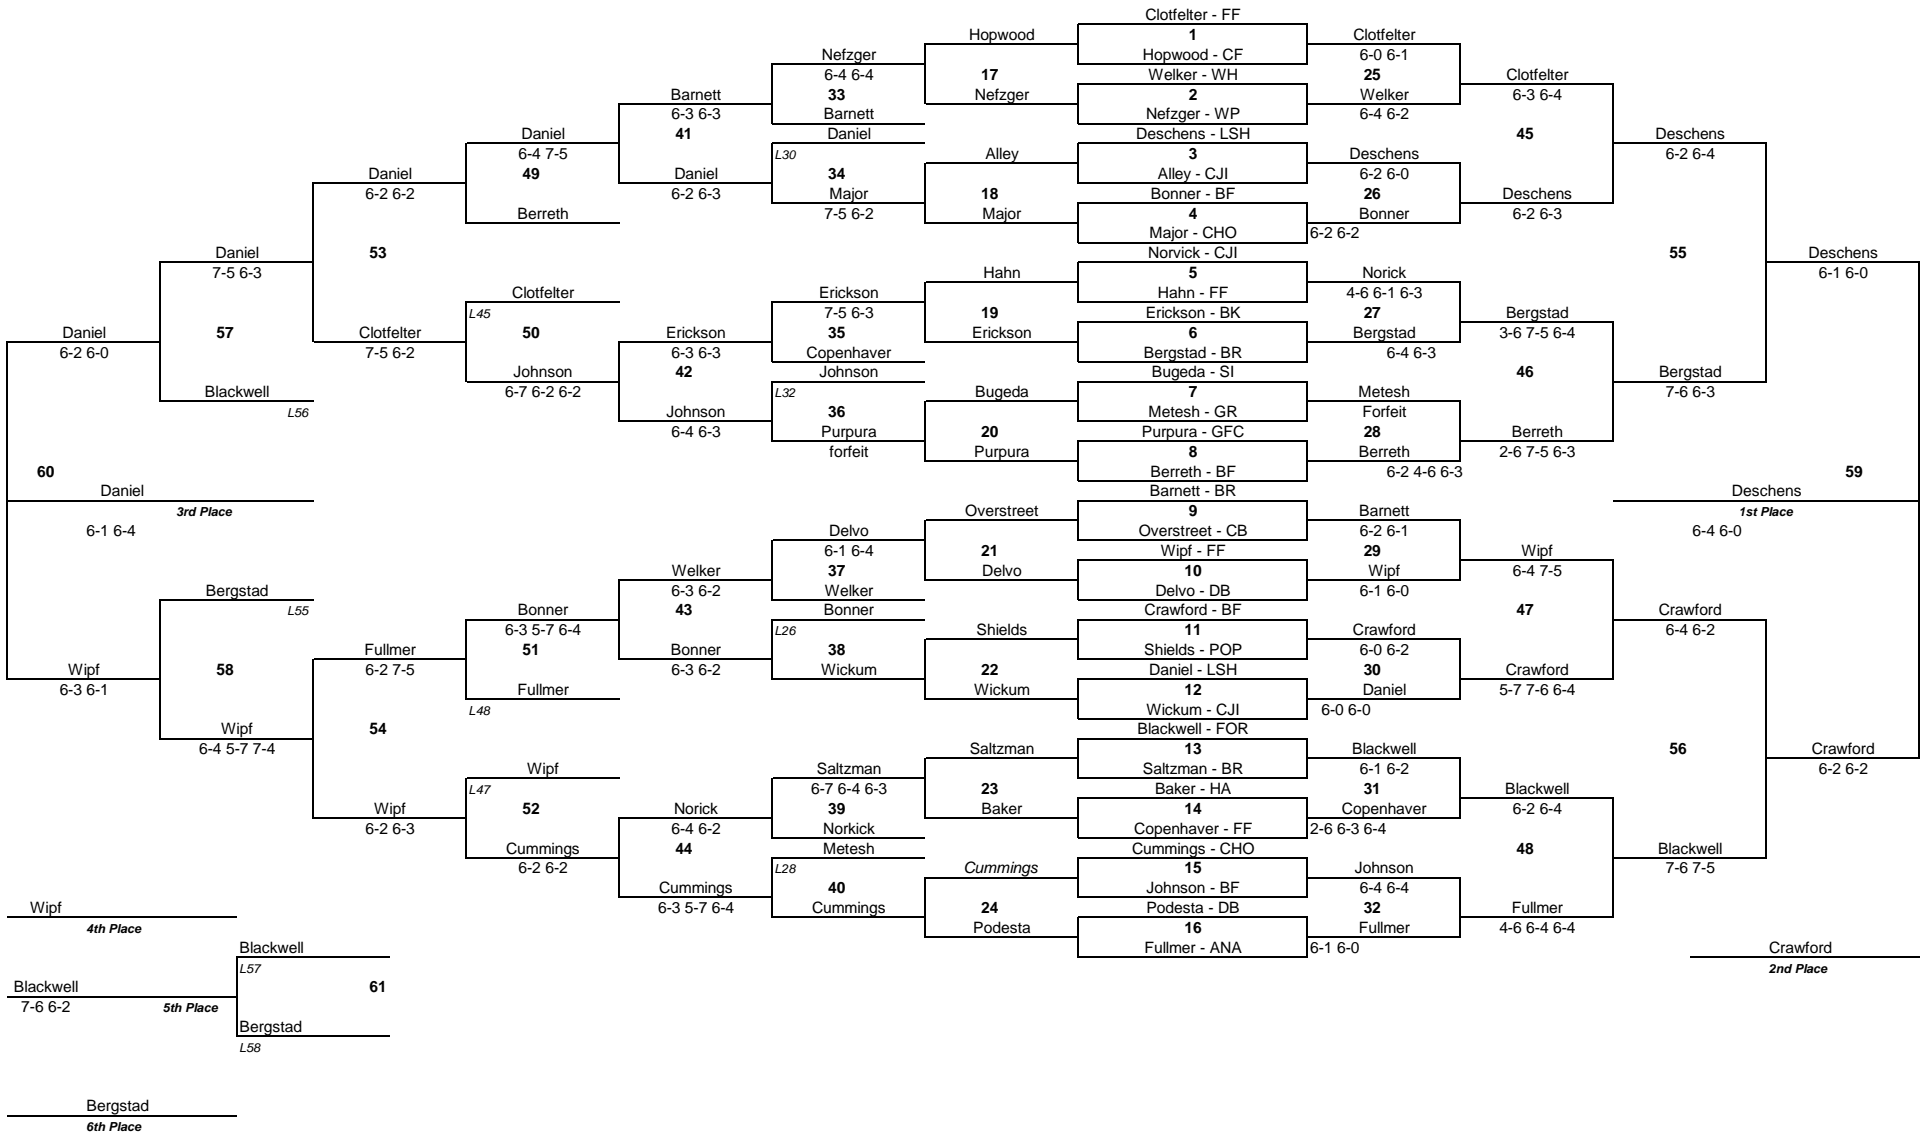 Clotfelter - FF
Hopwood 1 Clotfelter
Nefzger Hopwood - CF 6-0 6-1
6-4 6-4 17 Welker - WH 25 Clotfelter
Barnett 33 Nefzger 2 Welker 6-3 6-4
6-3 6-3 Barnett Nefzger - WP 6-4 6-2
Daniel 41 Daniel Deschens - LSH 45 Deschens
6-4 7-5 L30 Alley 3 Deschens 6-2 6-4
Daniel 49 Daniel 34 Alley - CJI 6-2 6-0
6-2 6-2 6-2 6-3 Major 18 Bonner - BF 26 Deschens
Berreth 7-5 6-2 Major 4 Bonner 6-2 6-3
Major - CHO 6-2 6-2
Daniel 53 Norvick - CJI 55 Deschens
7-5 6-3 Hahn 5 Norick 6-1 6-0
Clotfelter Erickson Hahn - FF 4-6 6-1 6-3
L45 7-5 6-3 19 Erickson - BK 27 Bergstad
Daniel 57 Clotfelter 50 Erickson 35 Erickson 6 Bergstad 3-6 7-5 6-4
6-2 6-0 7-5 6-2 6-3 6-3 Copenhaver Bergstad - BR 6-4 6-3
Johnson 42 Johnson Bugeda - SI 46 Bergstad
Blackwell 6-7 6-2 6-2 L32 Bugeda 7 Metesh 7-6 6-3
L56 Johnson 36 Metesh - GR Forfeit
6-4 6-3 Purpura 20 Purpura - GFC 28 Berreth
forfeit Purpura 8 Berreth 2-6 7-5 6-3
60 Berreth - BF 6-2 4-6 6-3 59
Daniel Barnett - BR Deschens
3rd Place Overstreet 9 Barnett 1st Place
6-1 6-4 Delvo Overstreet - CB 6-2 6-1 6-4 6-0
6-1 6-4 21 Wipf - FF 29 Wipf
Welker 37 Delvo 10 Wipf 6-4 7-5
Bergstad 6-3 6-2 Welker Delvo - DB 6-1 6-0
L55 Bonner 43 Bonner Crawford - BF 47 Crawford
6-3 5-7 6-4 L26 Shields 11 Crawford 6-4 6-2
Fullmer 51 Bonner 38 Shields - POP 6-0 6-2
Wipf 58 6-2 7-5 6-3 6-2 Wickum 22 Daniel - LSH 30 Crawford
6-3 6-1 Fullmer Wickum 12 Daniel 5-7 7-6 6-4
L48 Wickum - CJI 6-0 6-0
Wipf 54 Blackwell - FOR 56
6-4 5-7 7-4 Saltzman 13 Blackwell Crawford
Wipf Saltzman Saltzman - BR 6-1 6-2 6-2 6-2
L47 6-7 6-4 6-3 23 Baker - HA 31 Blackwell
Wipf 52 Norick 39 Baker 14 Copenhaver 6-2 6-4
6-2 6-3 6-4 6-2 Norkick Copenhaver - FF 2-6 6-3 6-4
Cummings 44 Metesh Cummings - CHO 48 Blackwell
6-2 6-2 L28 Cummings 15 Johnson 7-6 7-5
Cummings 40 Johnson - BF 6-4 6-4
Wipf 6-3 5-7 6-4 Cummings 24 Podesta - DB 32 Fullmer
4th Place Podesta 16 Fullmer 4-6 6-4 6-4
Blackwell Fullmer - ANA 6-1 6-0 Crawford
L57 2nd Place
Blackwell 61
7-6 6-2 5th Place
Bergstad
L58
Bergstad
6th Place